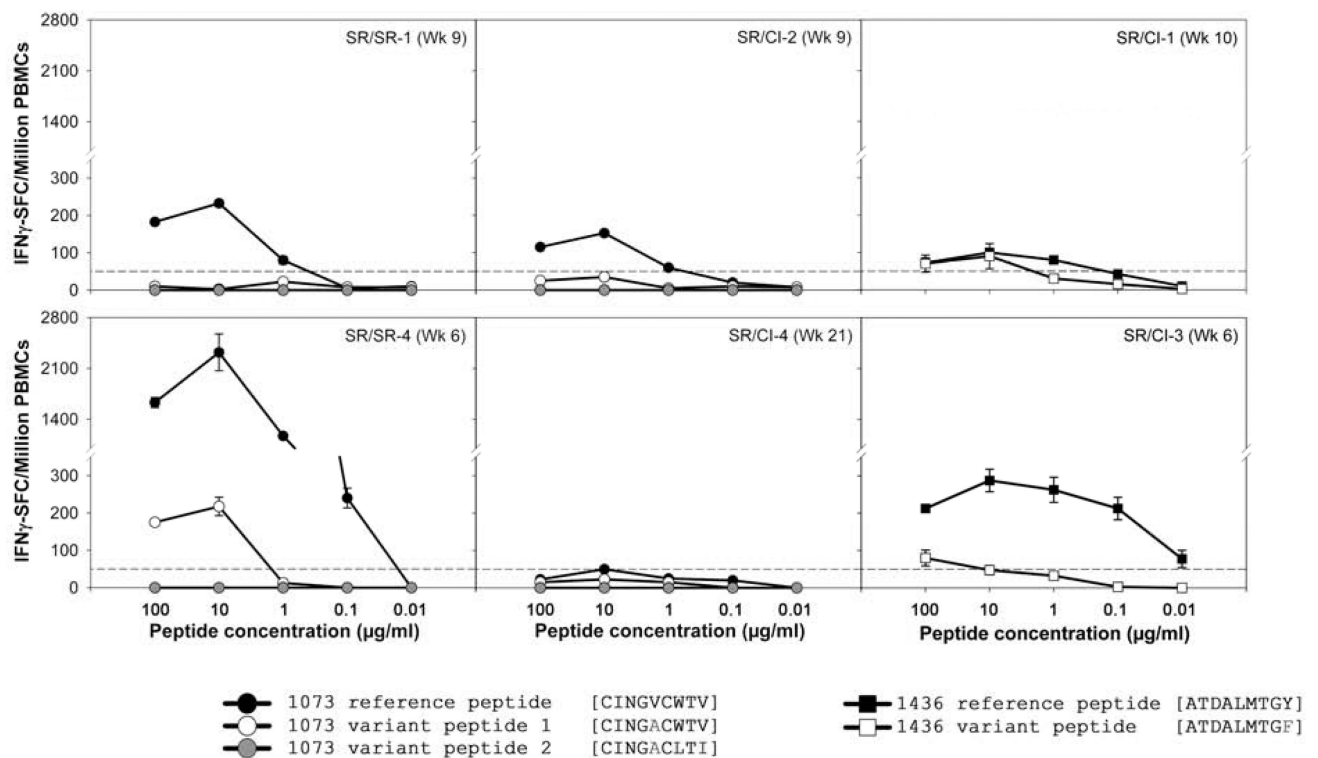 IFNγ-SFC/Million PBMCs
2800
2100
1400
300
200
100
0
SR/SR-1 (Wk 9)
SR/CI-2 (Wk 9)
SR/CI-1 (Wk 10)
IFNγ-SFC/Million PBMCs
2800
2100
1400
300
200
100
0
SR/SR-4 (Wk 6)
SR/CI-4 (Wk 21)
SR/CI-3 (Wk 6)
100 10 1 0.1 0.01
100 10 1 0.1 0.01
100 10 1 0.1 0.01
Peptide concentration (µg/ml)
Peptide concentration (µg/ml)
Peptide concentration (µg/ml)
1073 reference peptide [CINGVCWTV]
1073 variant peptide 1 [CINGACWTV]
1073 variant peptide 2 [CINGACLTI]
1436 reference peptide [ATDALMTGY]
1436 variant peptide [ATDALMTGF]